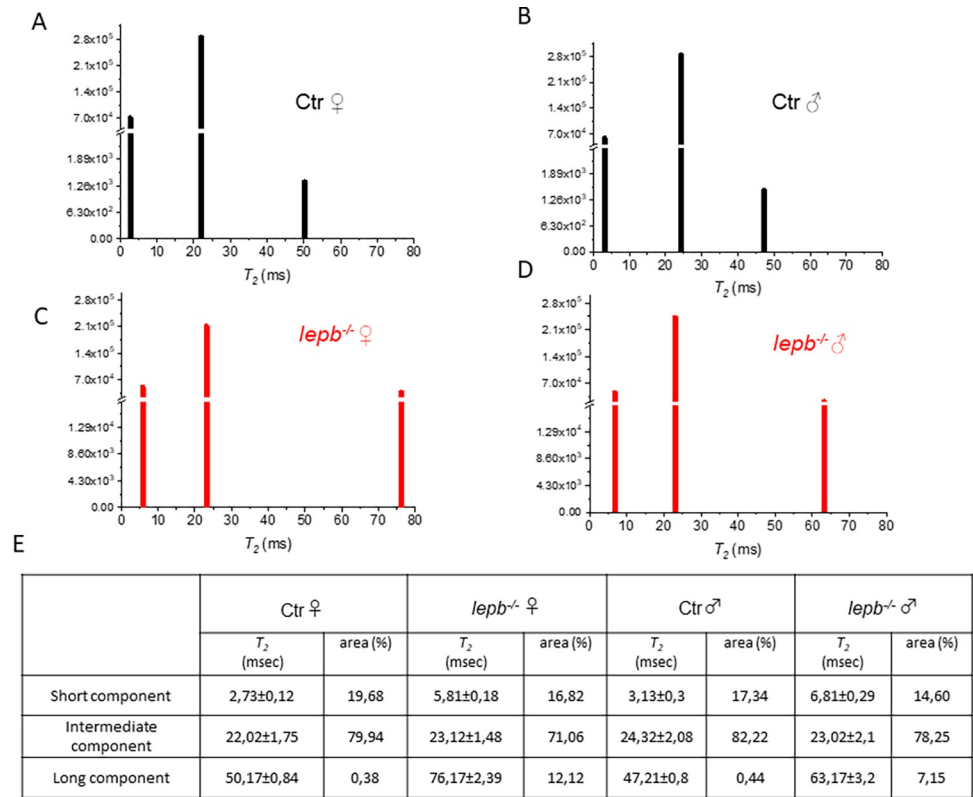 A
2.8x10⁵
2.1x10⁵
1.4x10⁵
7.0x10⁴
1.89x10³
1.26x10³
6.30x10²
0.00
0 10 20 30 40 50 60 70 80
T₂ (ms)
Ctr ♀
B
2.8x10⁵
2.1x10⁵
1.4x10⁵
7.0x10⁴
1.89x10³
1.26x10³
6.30x10²
0.00
0 10 20 30 40 50 60 70 80
T₂ (ms)
Ctr ♂
C
2.8x10⁵
2.1x10⁵
1.4x10⁵
7.0x10⁴
1.29x10⁴
8.60x10³
4.30x10³
0.00
0 10 20 30 40 50 60 70 80
T₂ (ms)
lepb⁻/⁻ ♀
D
2.8x10⁵
2.1x10⁵
1.4x10⁵
7.0x10⁴
1.29x10⁴
8.60x10³
4.30x10³
0.00
0 10 20 30 40 50 60 70 80
T₂ (ms)
lepb⁻/⁻ ♂
E
Ctr ♀ lepb⁻/⁻ ♀ Ctr ♂ lepb⁻/⁻ ♂
T₂ (msec) area (%) T₂ (msec) area (%) T₂ (msec) area (%) T₂ (msec) area (%)
Short component 2,73±0,12 19,68 5,81±0,18 16,82 3,13±0,3 17,34 6,81±0,29 14,60
Intermediate component 22,02±1,75 79,94 23,12±1,48 71,06 24,32±2,08 82,22 23,02±2,1 78,25
Long component 50,17±0,84 0,38 76,17±2,39 12,12 47,21±0,8 0,44 63,17±3,2 7,15